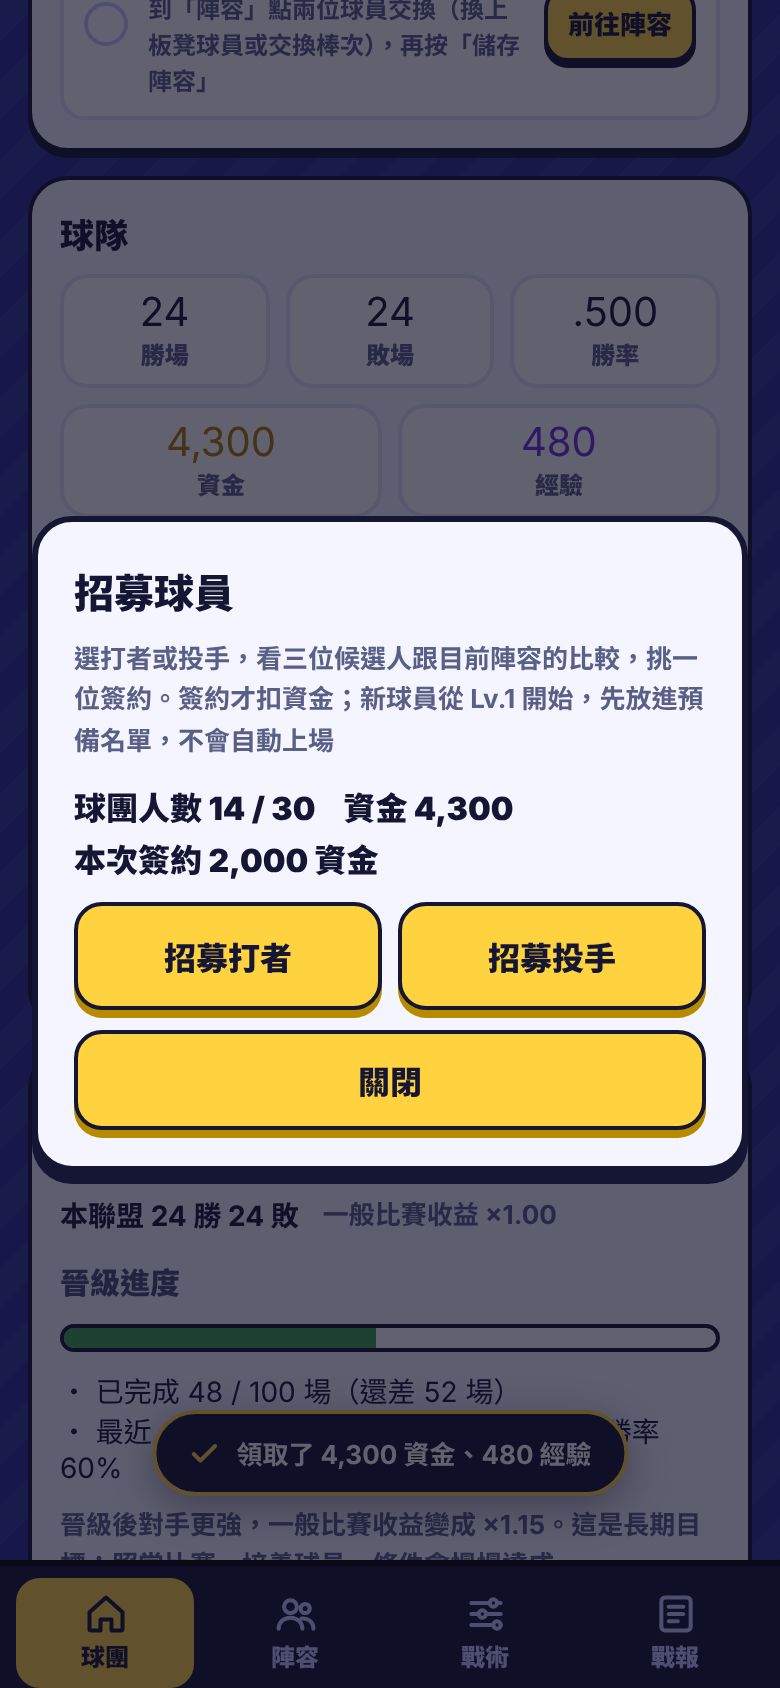 到「陣容」點兩位球員交換（換上
板凳球員或交換棒次），再按「儲存
陣容」
前往陣容
球隊
24
勝場
24
敗場
.500
勝率
4,300
資金
480
經驗
招募球員
選打者或投手，看三位候選人跟目前陣容的比較，挑一
位簽約。簽約才扣資金；新球員從 Lv.1 開始，先放進預
備名單，不會自動上場
球團人數 14 / 30 資金 4,300
本次簽約 2,000 資金
招募打者
招募投手
關閉
本聯盟 24 勝 24 敗 一般比賽收益 ×1.00
晉級進度
• 已完成 48 / 100 場（還差 52 場）
• 最近 勝率
60%
領取了 4,300 資金、480 經驗
晉級後對手更強，一般比賽收益變成 ×1.15。這是長期目
球團
陣容
戰術
戰報